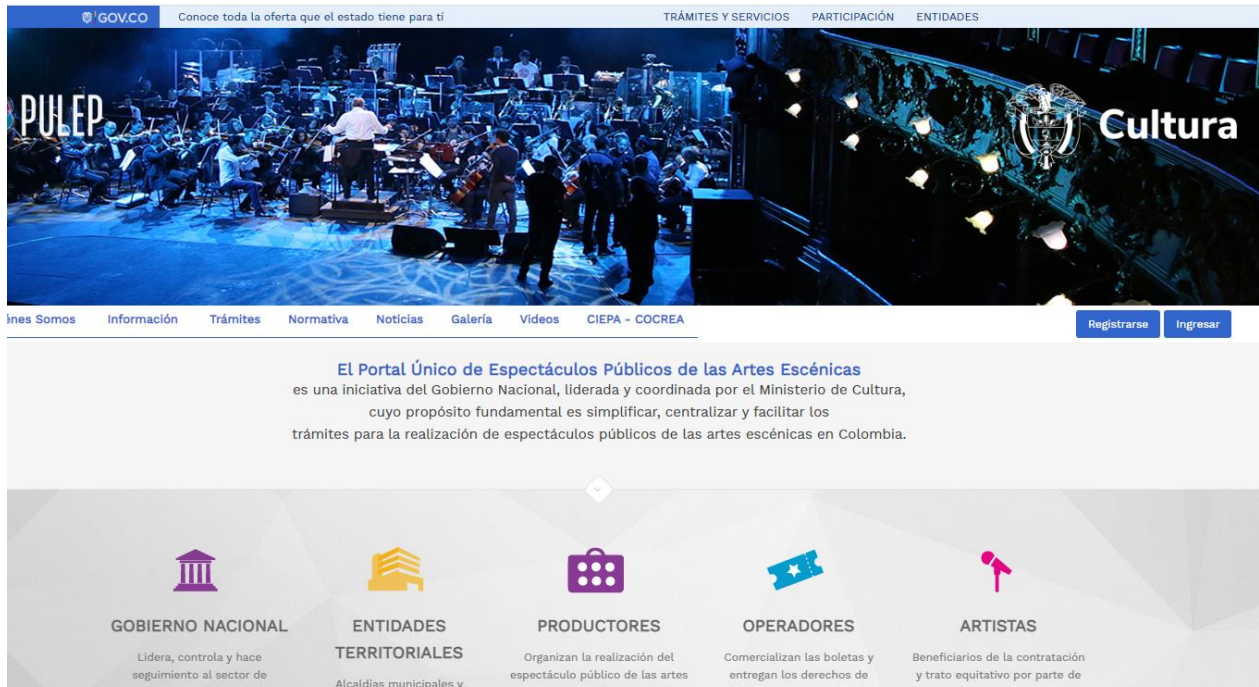 GOV.CO
Conoce toda la oferta que el estado tiene para tí
TRÁMITES Y SERVICIOS
PARTICIPACIÓN
ENTIDADES
PULEP
Cultura
énes Somos
Información
Trámites
Normativa
Noticias
Galería
Videos
CIEPA - COCREA
Registrarse
Ingresar
El Portal Único de Espectáculos Públicos de las Artes Escénicas
es una iniciativa del Gobierno Nacional, liderada y coordinada por el Ministerio de Cultura,
cuyo propósito fundamental es simplificar, centralizar y facilitar los
trámites para la realización de espectáculos públicos de las artes escénicas en Colombia.
GOBIERNO NACIONAL
Lidera, controla y hace
seguimiento al sector de
ENTIDADES
TERRITORIALES
Alcaldías municipales y
PRODUCTORES
Organizan la realización del
espectáculo público de las artes
OPERADORES
Comercializan las boletas y
entregan los derechos de
ARTISTAS
Beneficiarios de la contratación
y trato equitativo por parte de